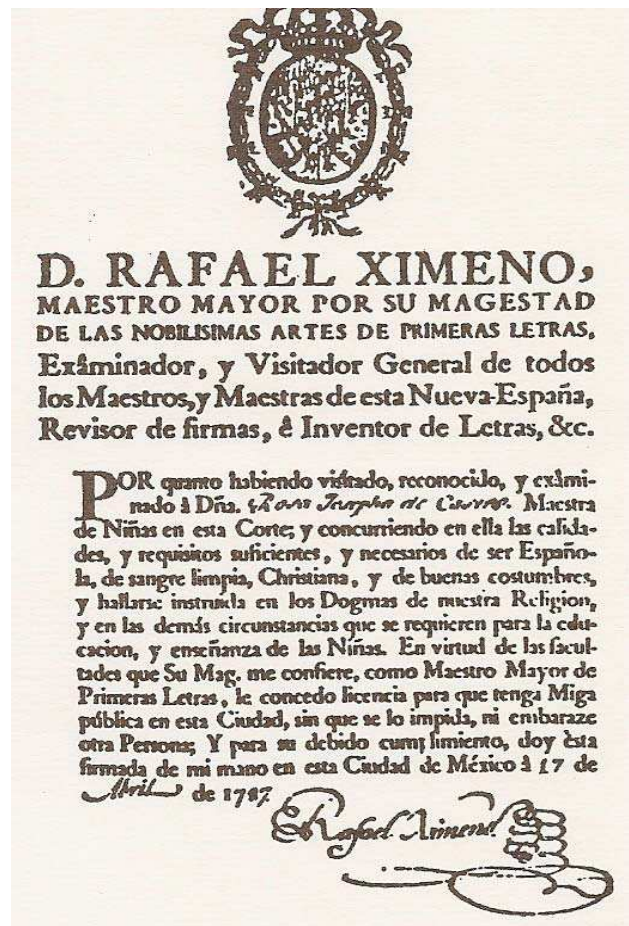 D. RAFAEL XIMENO,
MAESTRO MAYOR POR SU MAGESTAD
DE LAS NOBILISIMAS ARTES DE PRIMERAS LETRAS,
Exâminador, y Visitador General de todos
los Maestros, y Maestras de esta Nueva-España,
Revisor de firmas, ê Inventor de Letras, &c.
POR quanto habiendo visitado, reconocido, y exâmi-
nado â Dña. Rosa Josepha de Maestra
de Niñas en esta Corte; y concurriendo en ella las calida-
des, y requisitos suficientes, y necesarios de ser Españo-
la, de sangre limpia, Christiana, y de buenas costumbres,
y hallarse instruida en los Dogmas de nuestra Religion,
y en las demás circunstancias que se requieren para la edu-
cacion, y enseñanza de las Niñas. En virtud de las facul-
tades que Su Mag. me confiere, como Maestro Mayor de
Primeras Letras, le concedo licencia para que tenga Miga
pública en esta Ciudad, sin que se lo impida, ni embaraze
otra Persona; Y para su debido cumplimiento, doy êsta
firmada de mi mano en esta Ciudad de México â 17 de
Abril de 1787.
Rafael Ximeno